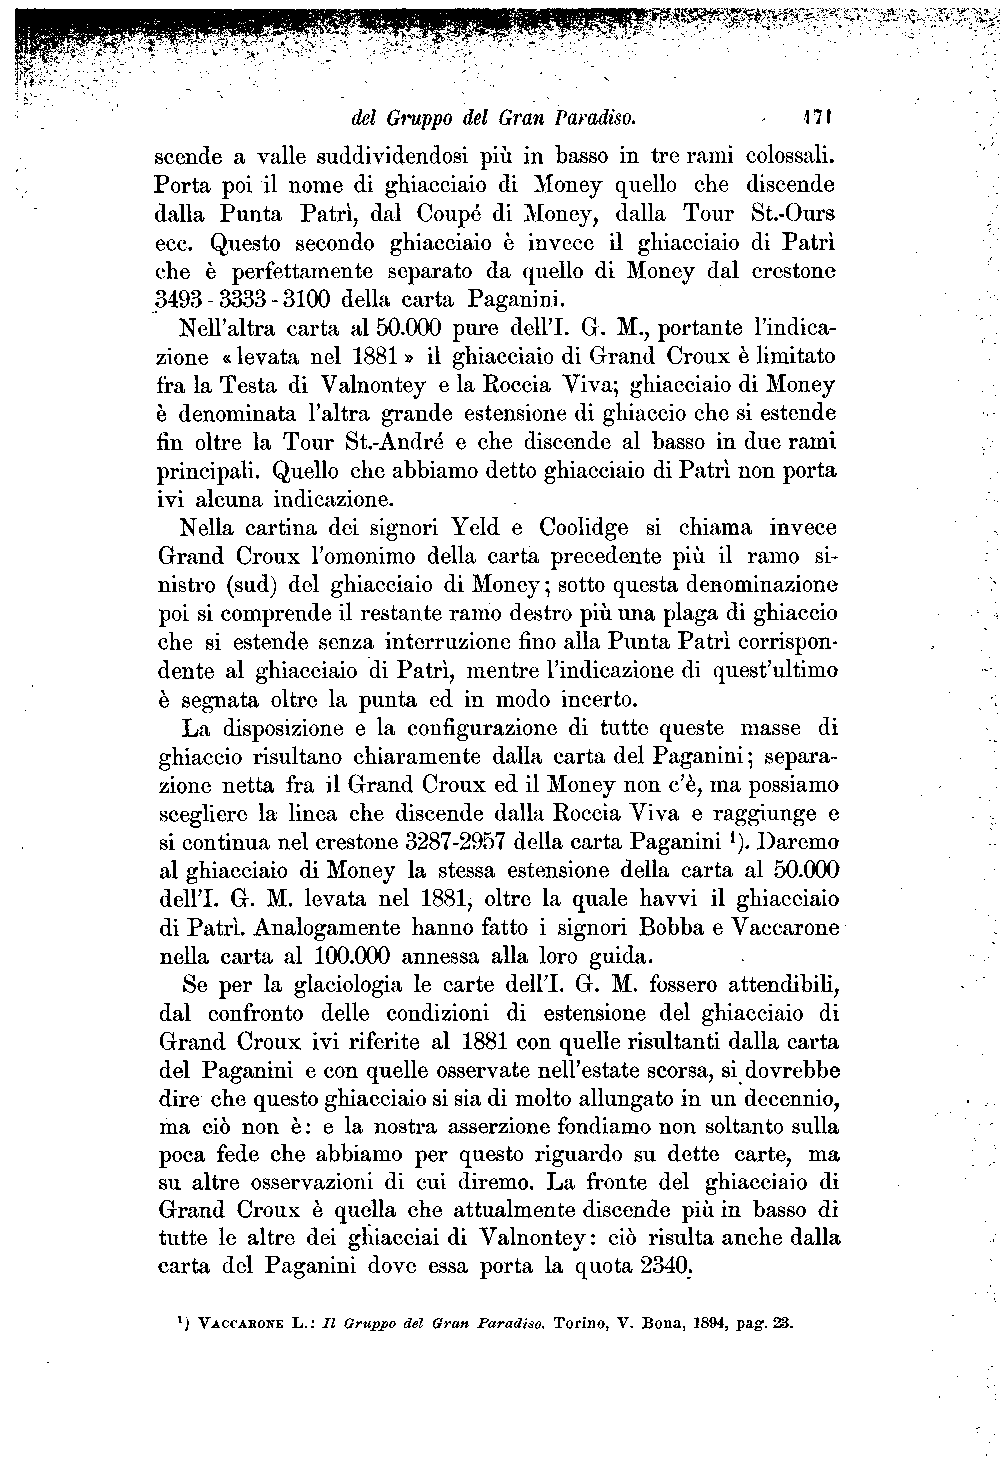 del Gruppo del Gran Paradiso. 171
scende a valle suddividendosi più in basso in tre rami colossali.
Porta poi il nome di ghiacciaio di Money quello che discende
dalla Punta Patrì, dal Coupé di Money, dalla Tour St.-Ours
ecc. Questo secondo ghiacciaio è invece il ghiacciaio di Patrì
che è perfettamente separato da quello di Money dal crestone
3493-3333-3100 della carta Paganini.
Nell'altra carta al 50.000 pure dell'I. G. M., portante l'indica-
zione «levata nel 1881» il ghiacciaio di Grand Croux è limitato
fra la Testa di Valnontey e la Roccia Viva; ghiacciaio di Money
è denominata l'altra grande estensione di ghiaccio che si estende
fin oltre la Tour St.-André e che discende al basso in due rami
principali. Quello che abbiamo detto ghiacciaio di Patrì non porta
ivi alcuna indicazione.
Nella cartina dei signori Yeld e Coolidge si chiama invece
Grand Croux l'omonimo della carta precedente più il ramo si-
nistro (sud) del ghiacciaio di Money; sotto questa denominazione
poi si comprende il restante ramo destro più una plaga di ghiaccio
che si estende senza interruzione fino alla Punta Patrì corrispon-
dente al ghiacciaio di Patrì, mentre l'indicazione di quest'ultimo
è segnata oltre la punta ed in modo incerto.
La disposizione e la configurazione di tutte queste masse di
ghiaccio risultano chiaramente dalla carta del Paganini; separa-
zione netta fra il Grand Croux ed il Money non c'è, ma possiamo
scegliere la linea che discende dalla Roccia Viva e raggiunge e
si continua nel crestone 3287-2957 della carta Paganini ¹). Daremo
al ghiacciaio di Money la stessa estensione della carta al 50.000
dell'I. G. M. levata nel 1881, oltre la quale havvi il ghiacciaio
di Patrì. Analogamente hanno fatto i signori Bobba e Vaccarone
nella carta al 100.000 annessa alla loro guida.
Se per la glaciologia le carte dell'I. G. M. fossero attendibili,
dal confronto delle condizioni di estensione del ghiacciaio di
Grand Croux ivi riferite al 1881 con quelle risultanti dalla carta
del Paganini e con quelle osservate nell'estate scorsa, si dovrebbe
dire che questo ghiacciaio si sia di molto allungato in un decennio,
ma ciò non è: e la nostra asserzione fondiamo non soltanto sulla
poca fede che abbiamo per questo riguardo su dette carte, ma
su altre osservazioni di cui diremo. La fronte del ghiacciaio di
Grand Croux è quella che attualmente discende più in basso di
tutte le altre dei ghiacciai di Valnontey: ciò risulta anche dalla
carta del Paganini dove essa porta la quota 2340.
¹) VACCARONE L.: Il Gruppo del Gran Paradiso. Torino, V. Bona, 1894, pag. 23.